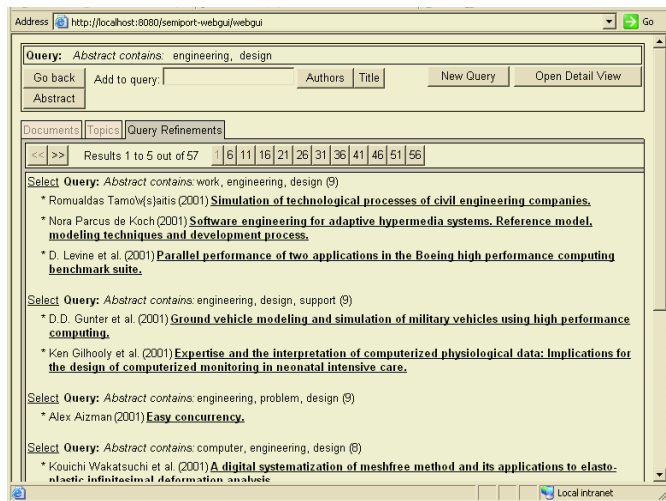 Address http://localhost:8080/semiport-webgui/webgui Go
Query: Abstract contains: engineering, design
Go back Add to query: Authors Title New Query Open Detail View
Abstract
Documents Topics Query Refinements
<< >> Results 1 to 5 out of 57 1 6 11 16 21 26 31 36 41 46 51 56
Select Query: Abstract contains: work, engineering, design (9)
* Romualdas Tamo\v{s}aitis (2001) Simulation of technological processes of civil engineering companies.
* Nora Parcus de Koch (2001) Software engineering for adaptive hypermedia systems. Reference model,
modeling techniques and development process.
* D. Levine et al. (2001) Parallel performance of two applications in the Boeing high performance computing
benchmark suite.
Select Query: Abstract contains: engineering, design, support (9)
* D.D. Gunter et al. (2001) Ground vehicle modeling and simulation of military vehicles using high performance
computing.
* Ken Gilhooly et al. (2001) Expertise and the interpretation of computerized physiological data: Implications for
the design of computerized monitoring in neonatal intensive care.
Select Query: Abstract contains: engineering, problem, design (9)
* Alex Aizman (2001) Easy concurrency.
Select Query: Abstract contains: computer, engineering, design (8)
* Kouichi Wakatsuchi et al. (2001) A digital systematization of meshfree method and its applications to elasto-
plastic infinitesimal deformation analysis.
Local intranet